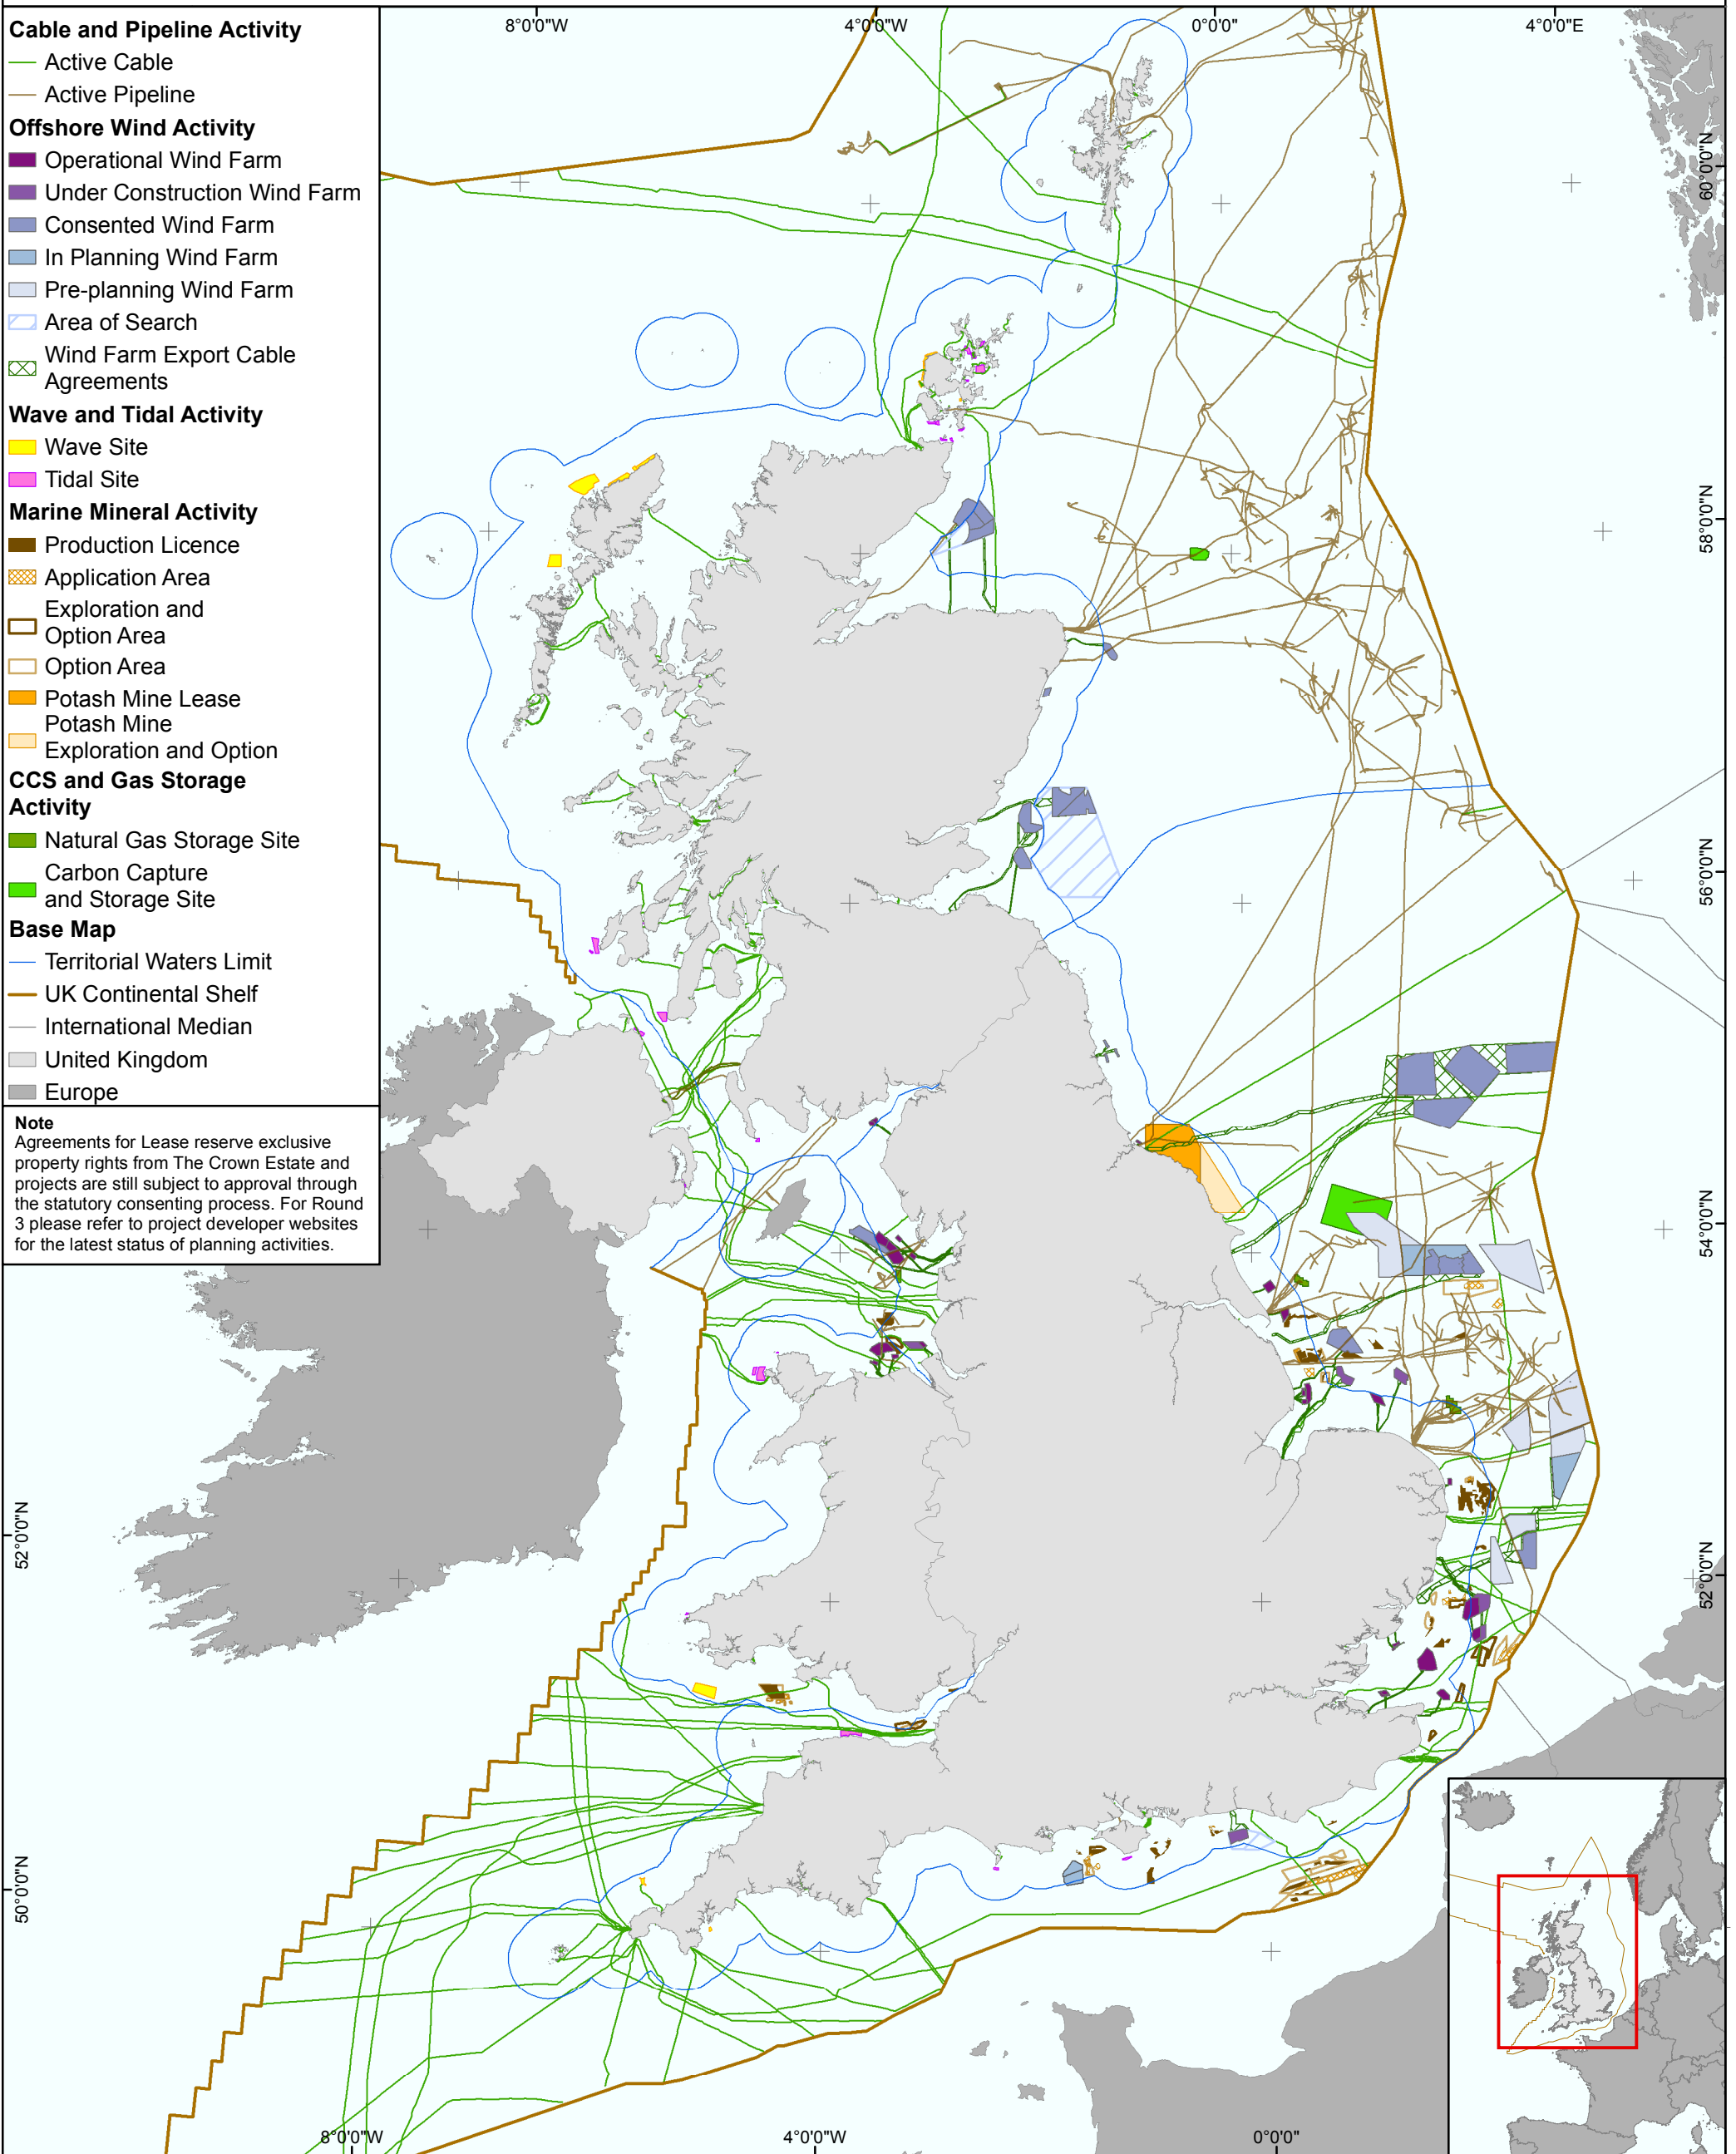 8°0'0"W
4°0'0"W
0°0'0"
4°0'0"E
Cable and Pipeline Activity
Active Cable
Active Pipeline
Offshore Wind Activity
Operational Wind Farm
Under Construction Wind Farm
Consented Wind Farm
In Planning Wind Farm
Pre-planning Wind Farm
Area of Search
Wind Farm Export Cable
Agreements
Wave and Tidal Activity
Wave Site
Tidal Site
Marine Mineral Activity
Production Licence
Application Area
Exploration and
Option Area
Option Area
Potash Mine Lease
Potash Mine
Exploration and Option
CCS and Gas Storage
Activity
Natural Gas Storage Site
Carbon Capture
and Storage Site
Base Map
Territorial Waters Limit
UK Continental Shelf
International Median
United Kingdom
Europe
Note
Agreements for Lease reserve exclusive
property rights from The Crown Estate and
projects are still subject to approval through
the statutory consenting process. For Round
3 please refer to project developer websites
for the latest status of planning activities.
60°0'0"N
58°0'0"N
56°0'0"N
54°0'0"N
52°0'0"N
52°0'0"N
50°0'0"N
8°0'0"W
4°0'0"W
0°0'0"